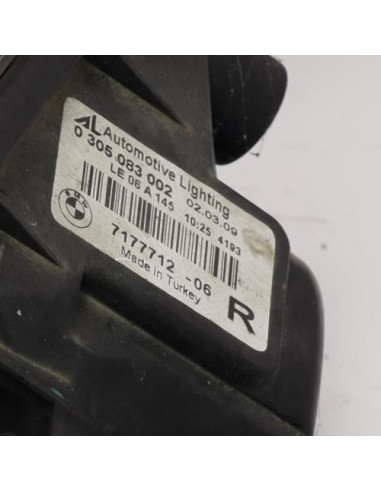 AL Automotive Lighting
0 305 083 002 02.03.09
LE 06 A 145 10:25 4193
BMW
7177712 -06
Made in Turkey
R